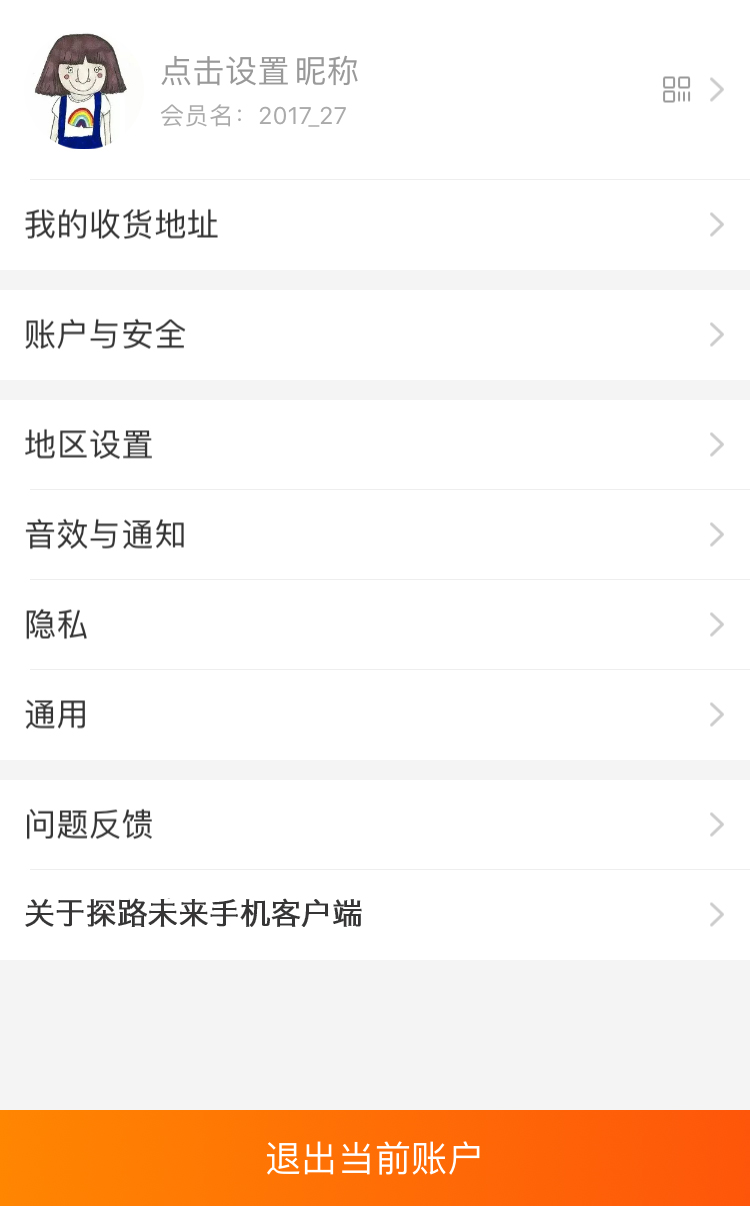 点击设置昵称
会员名：2017_27
我的收货地址
账户与安全
地区设置
音效与通知
隐私
通用
问题反馈
关于探路未来手机客户端
退出当前账户